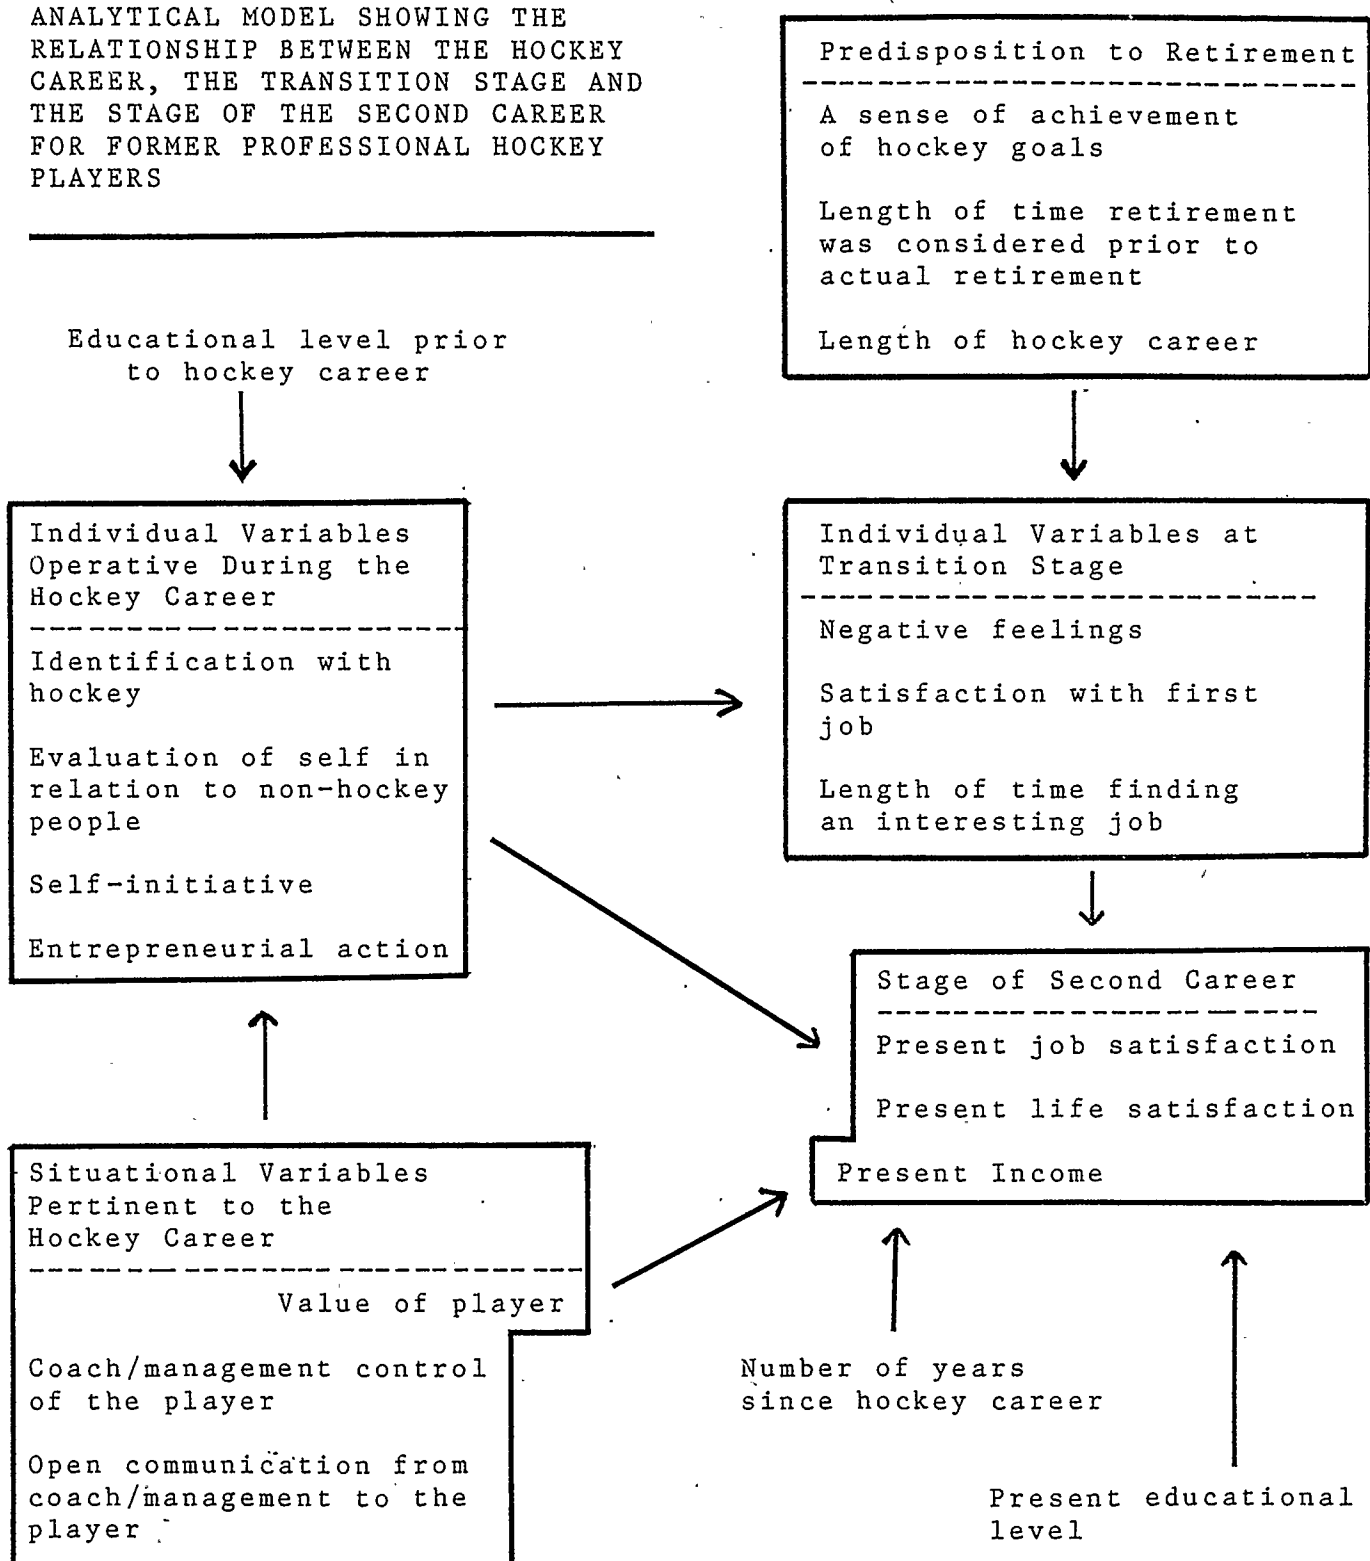 ANALYTICAL MODEL SHOWING THE
RELATIONSHIP BETWEEN THE HOCKEY
CAREER, THE TRANSITION STAGE AND
THE STAGE OF THE SECOND CAREER
FOR FORMER PROFESSIONAL HOCKEY
PLAYERS
Predisposition to Retirement
A sense of achievement
of hockey goals
Length of time retirement
was considered prior to
actual retirement
Length of hockey career
Educational level prior
to hockey career
Individual Variables
Operative During the
Hockey Career
Identification with
hockey
Evaluation of self in
relation to non-hockey
people
Self-initiative
Entrepreneurial action
Individual Variables at
Transition Stage
Negative feelings
Satisfaction with first
job
Length of time finding
an interesting job
Stage of Second Career
Present job satisfaction
Present life satisfaction
Present Income
Situational Variables
Pertinent to the
Hockey Career
Value of player
Coach/management control
of the player
Open communication from
coach/management to the
player
Number of years
since hockey career
Present educational
level